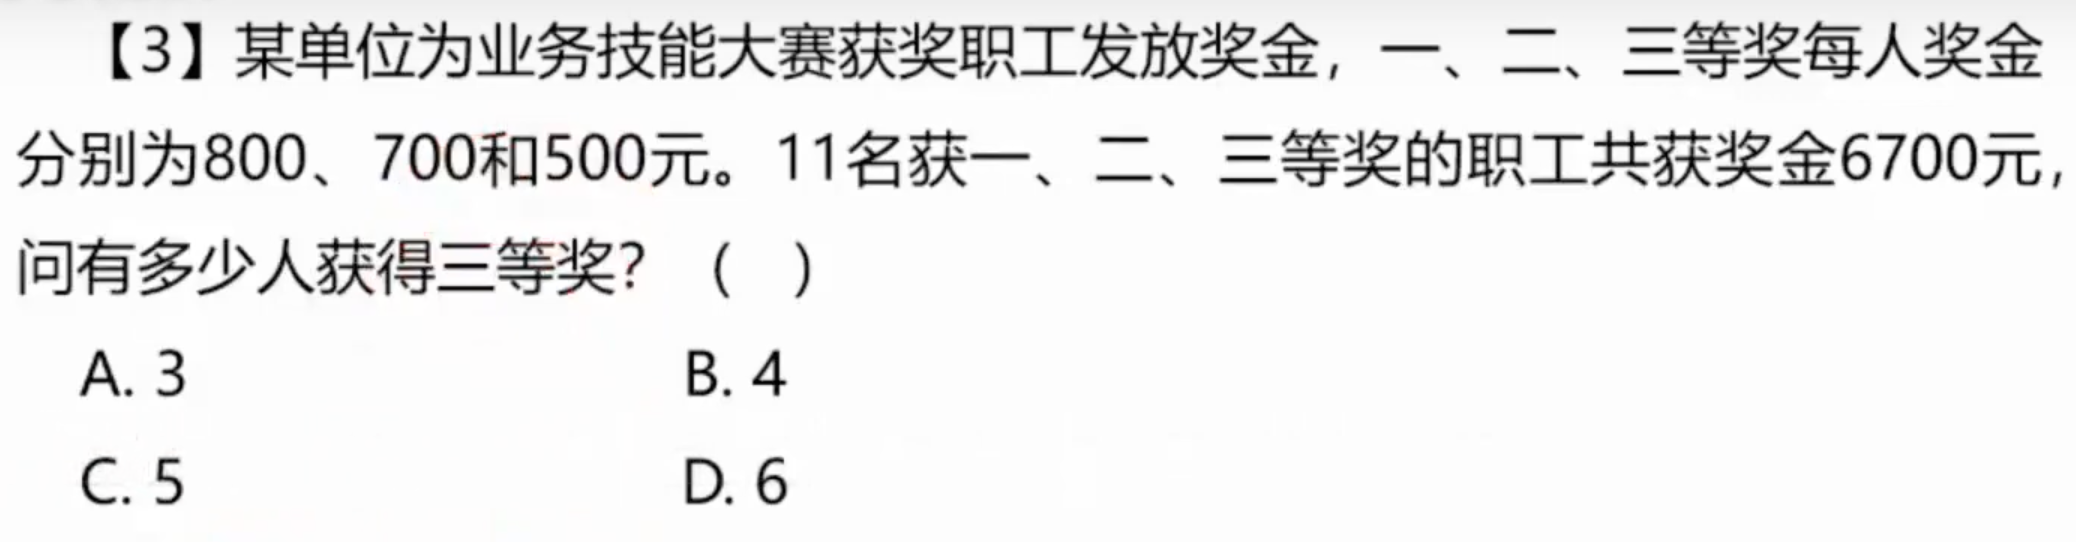 【3】某单位为业务技能大赛获奖职工发放奖金，一、二、三等奖每人奖金
分别为800、700和500元。11名获一、二、三等奖的职工共获奖金6700元，
问有多少人获得三等奖？（ ）
A. 3 B. 4
C. 5 D. 6